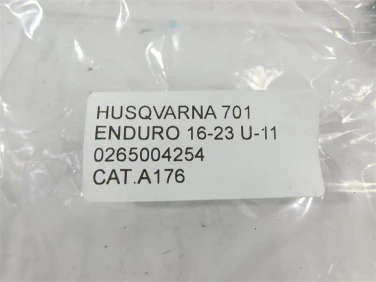 HUSQVARNA 701
ENDURO 16-23 U-11
0265004254
CAT.A176